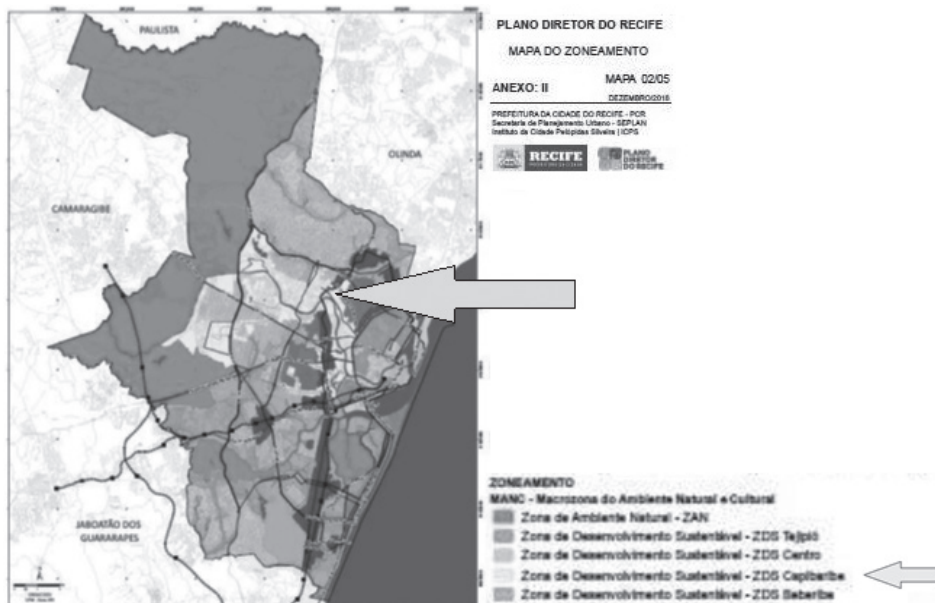 PLANO DIRETOR DO RECIFE
MAPA DO ZONEAMENTO
MAPA 02/05
ANEXO: II
DEZEMBRO/2018
PREFEITURA DA CIDADE DO RECIFE - PCR
Secretaria de Planejamento Urbano - SEPLAN
Instituto da Cidade Pelópidas Silveira | ICPS
RECIFE
PLANO
DIRETOR
DO RECIFE
PAULISTA
OLINDA
CAMARAGIBE
JABOATÃO DOS
GUARARAPES
ZONEAMENTO
MANC - Macrozona do Ambiente Natural e Cultural
Zona de Ambiente Natural - ZAN
Zona de Desenvolvimento Sustentável - ZDS Tejipió
Zona de Desenvolvimento Sustentável - ZDS Centro
Zona de Desenvolvimento Sustentável - ZDS Capibaribe
Zona de Desenvolvimento Sustentável - ZDS Beberibe